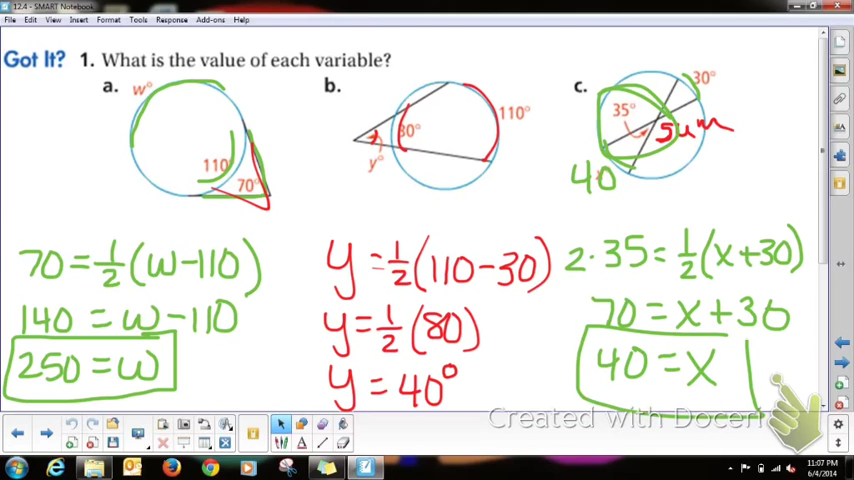 12.4 - SMART Notebook
File Edit View Insert Format Tools Response Add-ons Help
Got It? 1. What is the value of each variable?
a. b. c.
w°
110
70°
30°
110°
y°
35°
30°
sum
40
70 = 1/2 (w - 110)
140 = w - 110
250 = w
y = 1/2 (110 - 30)
y = 1/2 (80)
y = 40°
2 · 35 = 1/2 (x + 30)
70 = x + 30
40 = x
Created with Docen
11:07 PM
6/4/2014